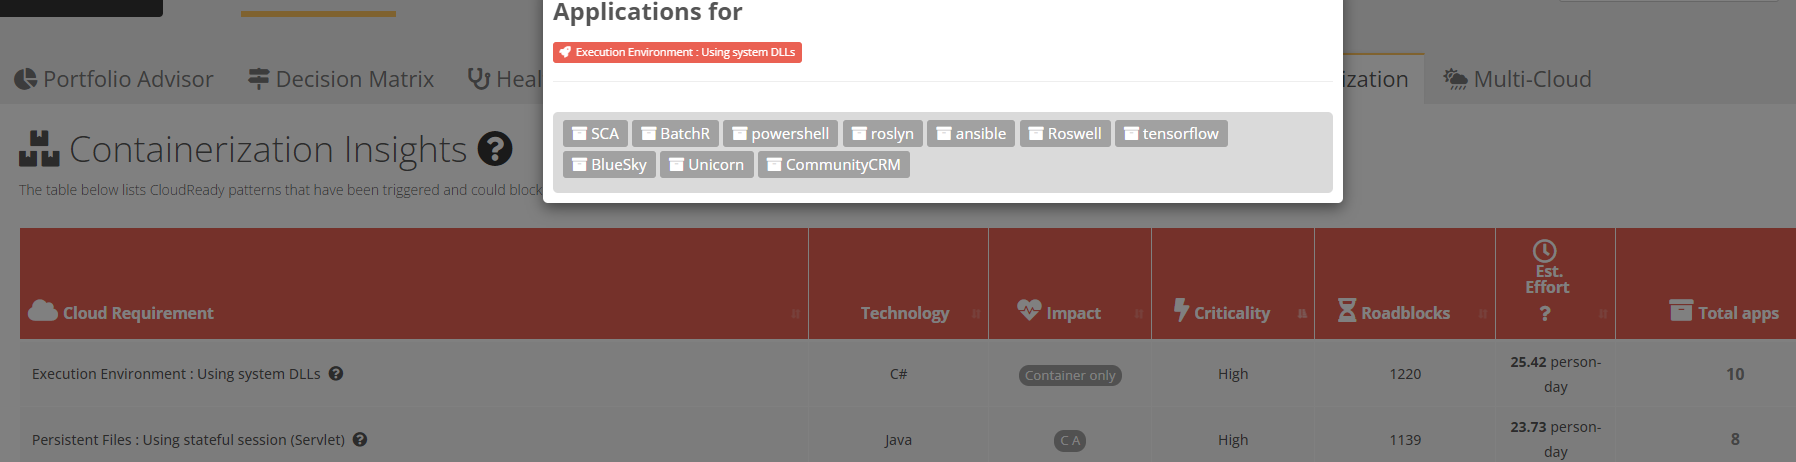 Applications for
Execution Environment : Using system DLLs
Portfolio Advisor Decision Matrix Multi-Cloud
SCA BatchR powershell roslyn ansible Roswell tensorflow
BlueSky Unicorn CommunityCRM
Containerization Insights
The table below lists CloudReady patterns that have been triggered and could block
Est.
Effort
?
Cloud Requirement Technology Impact Criticality Roadblocks Total apps
Execution Environment : Using system DLLs C# Container only High 1220 25.42 person-
day
10
Persistent Files : Using stateful session (Servlet) Java C A High 1139 23.73 person-
day
8